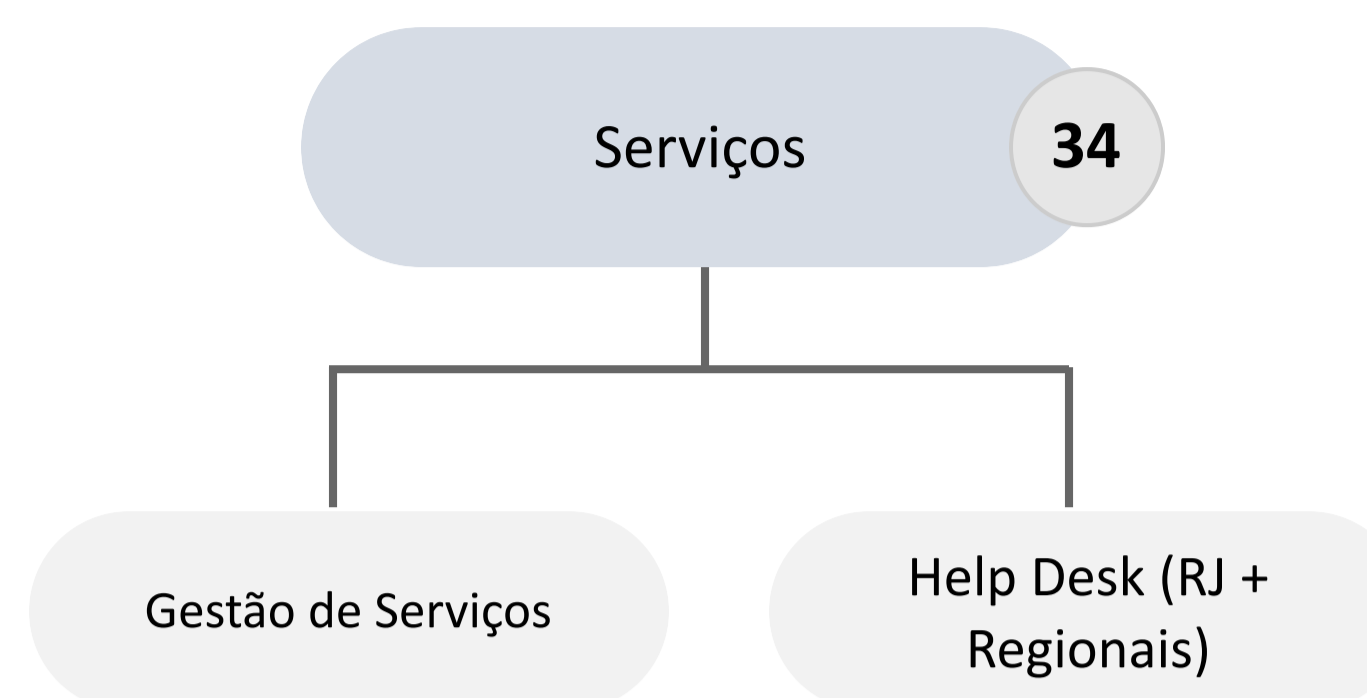 Serviços
34
Gestão de Serviços
Help Desk (RJ +
Regionais)